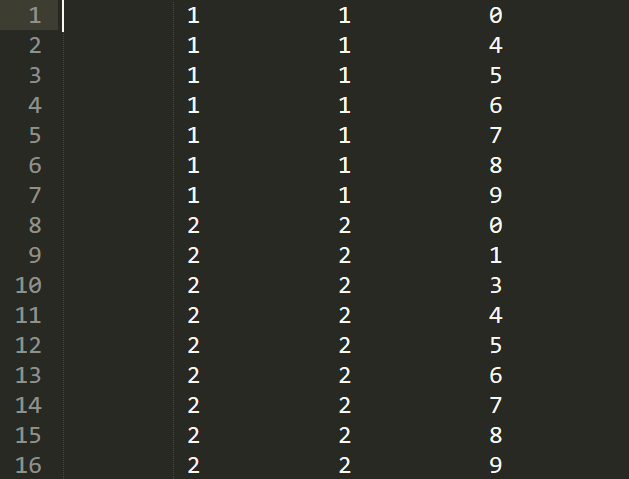 1 1 1 0
2 1 1 4
3 1 1 5
4 1 1 6
5 1 1 7
6 1 1 8
7 1 1 9
8 2 2 0
9 2 2 1
10 2 2 3
11 2 2 4
12 2 2 5
13 2 2 6
14 2 2 7
15 2 2 8
16 2 2 9